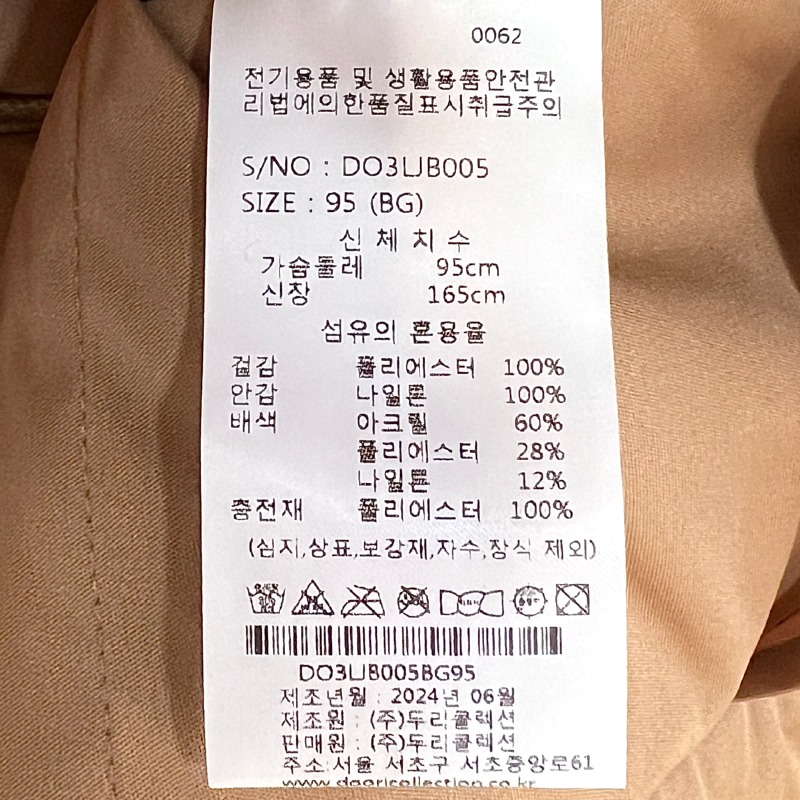 0062
전기용품 및 생활용품안전관
리법에의한품질표시취급주의
S/NO : DO3LJB005
SIZE : 95 (BG)
신 체 치 수
가슴둘레 95cm
신장 165cm
섬유의 혼용율
겉감 폴리에스터 100%
안감 나일론 100%
배색 아크릴 60%
폴리에스터 28%
나일론 12%
충전재 폴리에스터 100%
(심지,상표,보강재,자수,장식 제외)
DO3LJB005BG95
제조년월 : 2024년 06월
제조원 : (주)두리콜렉션
판매원 : (주)두리콜렉션
주소:서울 서초구 서초중앙로61
www.dooricollection.co.kr